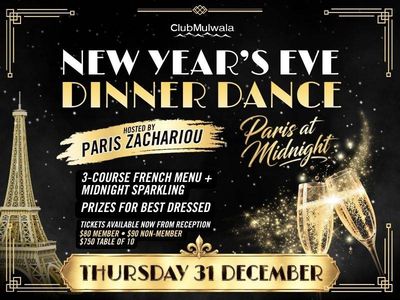 ClubMulwala
NEW YEAR'S EVE
DINNER DANCE
HOSTED BY
PARIS ZACHARIOU
Paris at
Midnight
3-COURSE FRENCH MENU +
MIDNIGHT SPARKLING
PRIZES FOR BEST DRESSED
TICKETS AVAILABLE NOW FROM RECEPTION
$80 MEMBER • $90 NON-MEMBER
$750 TABLE OF 10
THURSDAY 31 DECEMBER